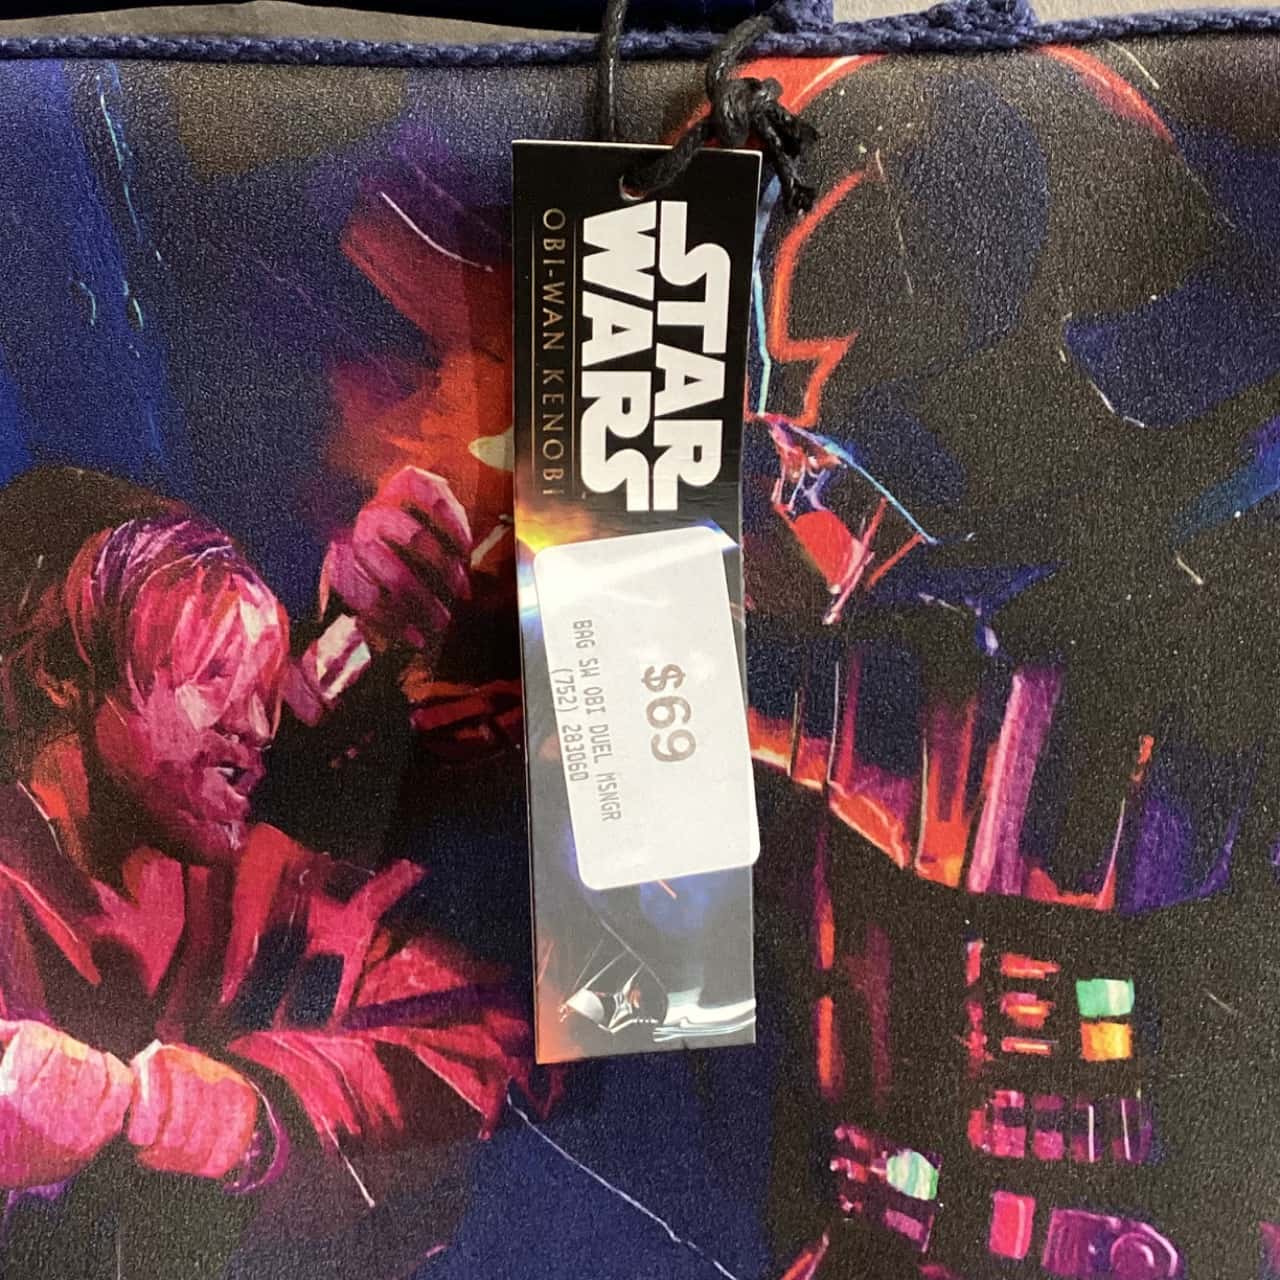 STAR
WARS
OBI-WAN KENOBI
$69
BAG SW OBI DUEL MSNGR
(752) 283060